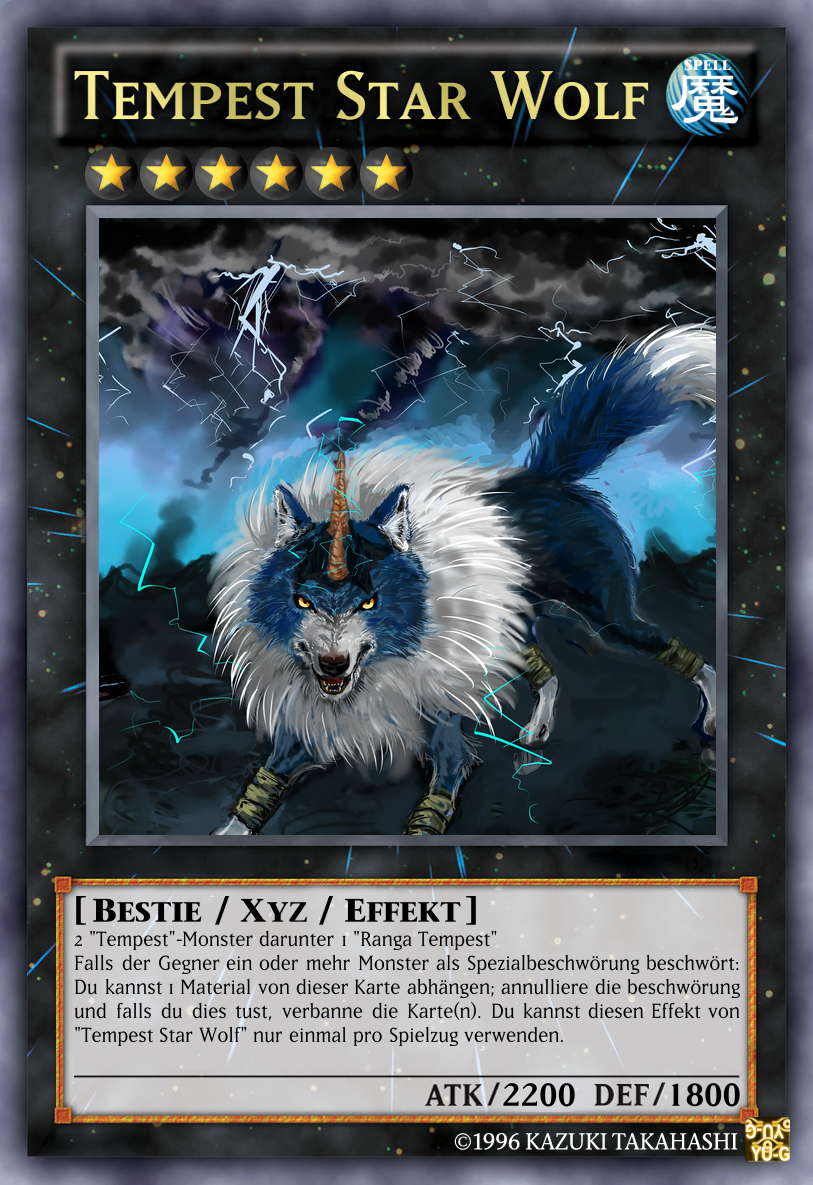 Tempest Star Wolf
SPELL
魔
[ Bestie / Xyz / Effekt ]
2 "Tempest"-Monster darunter 1 "Ranga Tempest"
Falls der Gegner ein oder mehr Monster als Spezialbeschwörung beschwört:
Du kannst 1 Material von dieser Karte abhängen; annulliere die beschwörung
und falls du dies tust, verbanne die Karte(n). Du kannst diesen Effekt von
"Tempest Star Wolf" nur einmal pro Spielzug verwenden.
ATK/2200 DEF/1800
©1996 KAZUKI TAKAHASHI
YU-G